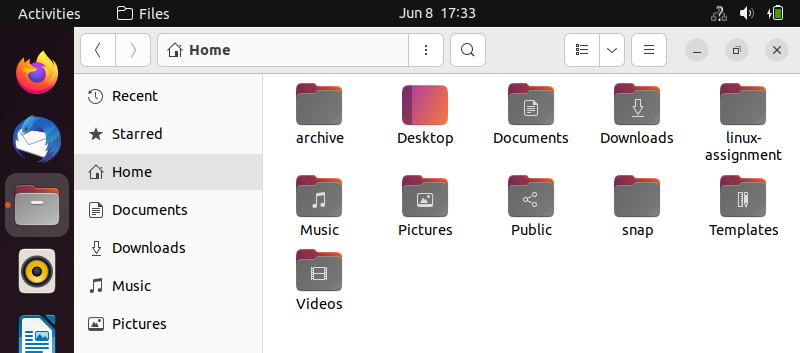 Activities
Files
Jun 8 17:33
Home
Recent
Starred
Home
Documents
Downloads
Music
Pictures
archive
Desktop
Documents
Downloads
linux-
assignment
Music
Pictures
Public
snap
Templates
Videos